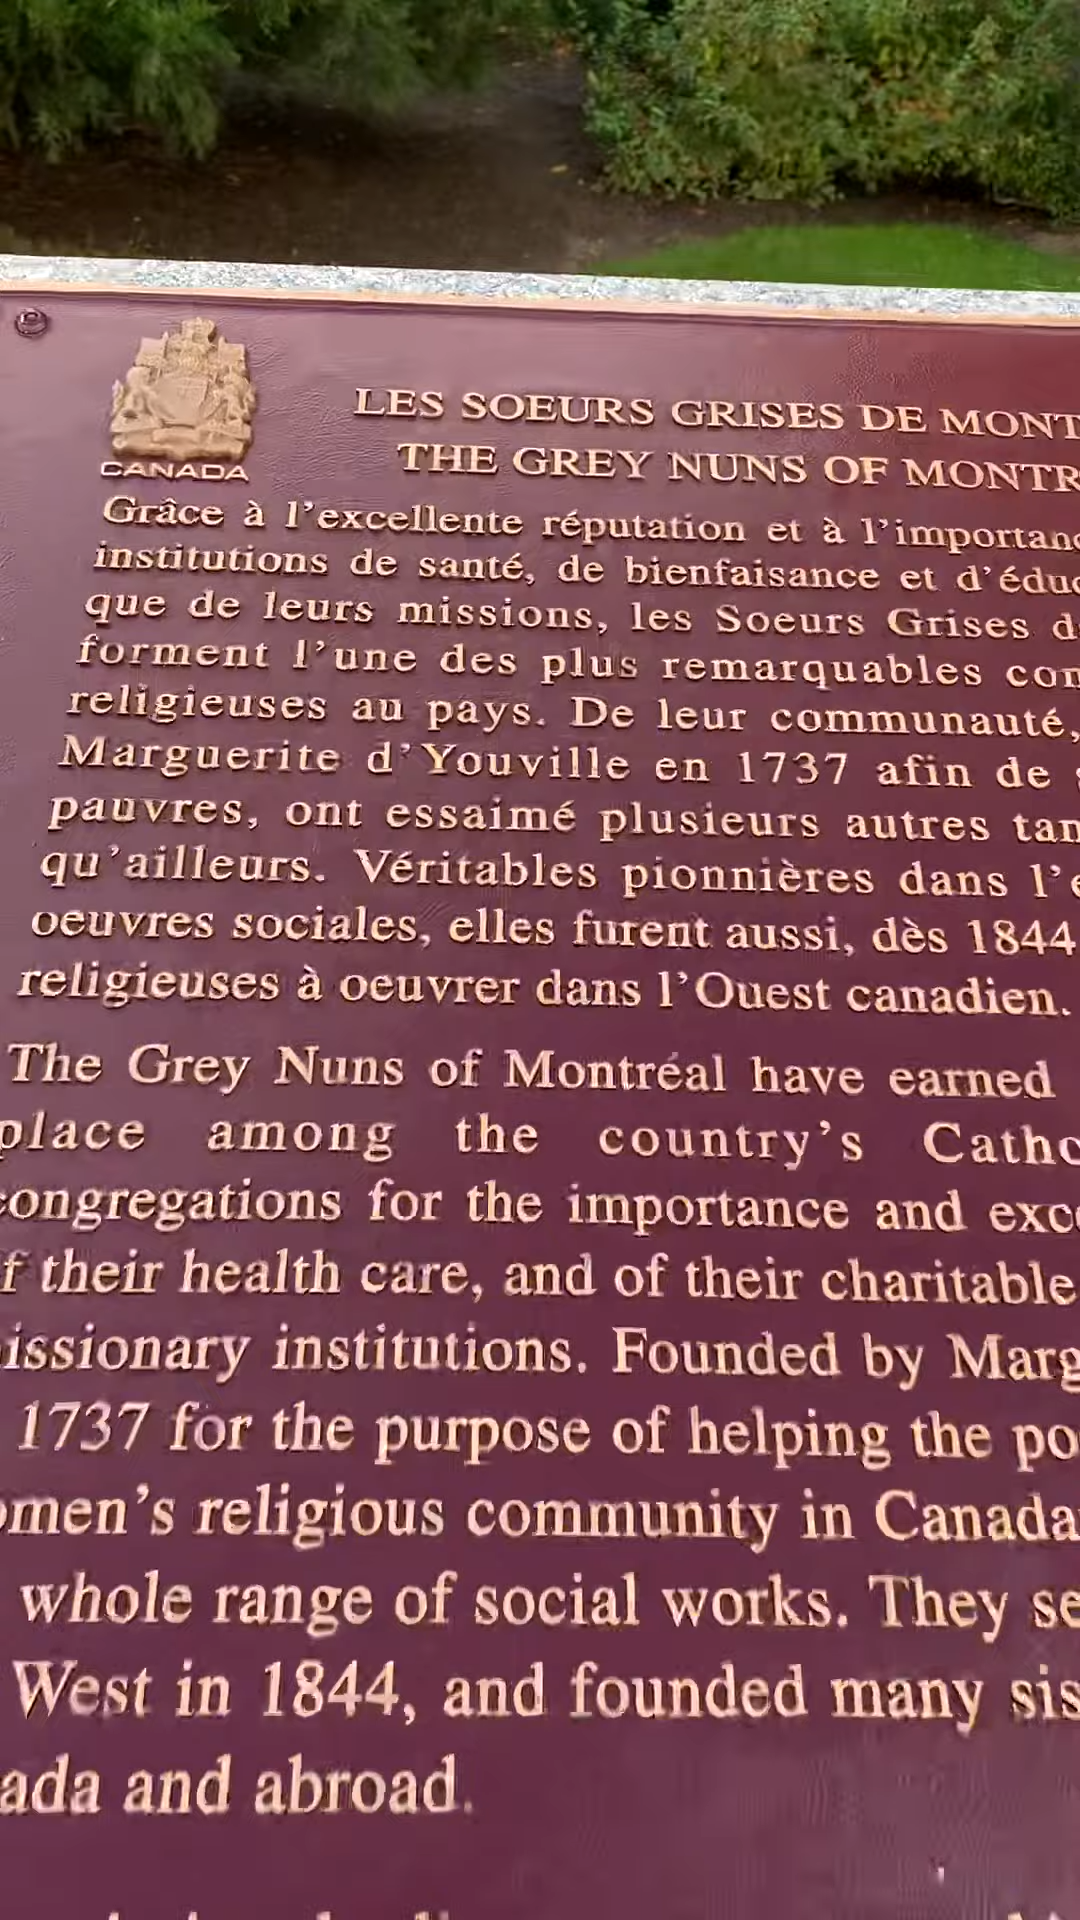 CANADA
LES SOEURS GRISES DE MONT
THE GREY NUNS OF MONTR
Grâce à l'excellente réputation et à l'importanc
institutions de santé, de bienfaisance et d'éduc
que de leurs missions, les Soeurs Grises d
forment l'une des plus remarquables con
religieuses au pays. De leur communauté,
Marguerite d'Youville en 1737 afin de
pauvres, ont essaimé plusieurs autres tan
qu'ailleurs. Véritables pionnières dans l'e
oeuvres sociales, elles furent aussi, dès 1844
religieuses à oeuvrer dans l'Ouest canadien.
The Grey Nuns of Montréal have earned
place among the country's Catho
congregations for the importance and exce
f their health care, and of their charitable
issionary institutions. Founded by Marg
1737 for the purpose of helping the po
omen's religious community in Canada
whole range of social works. They se
West in 1844, and founded many sis
ada and abroad.